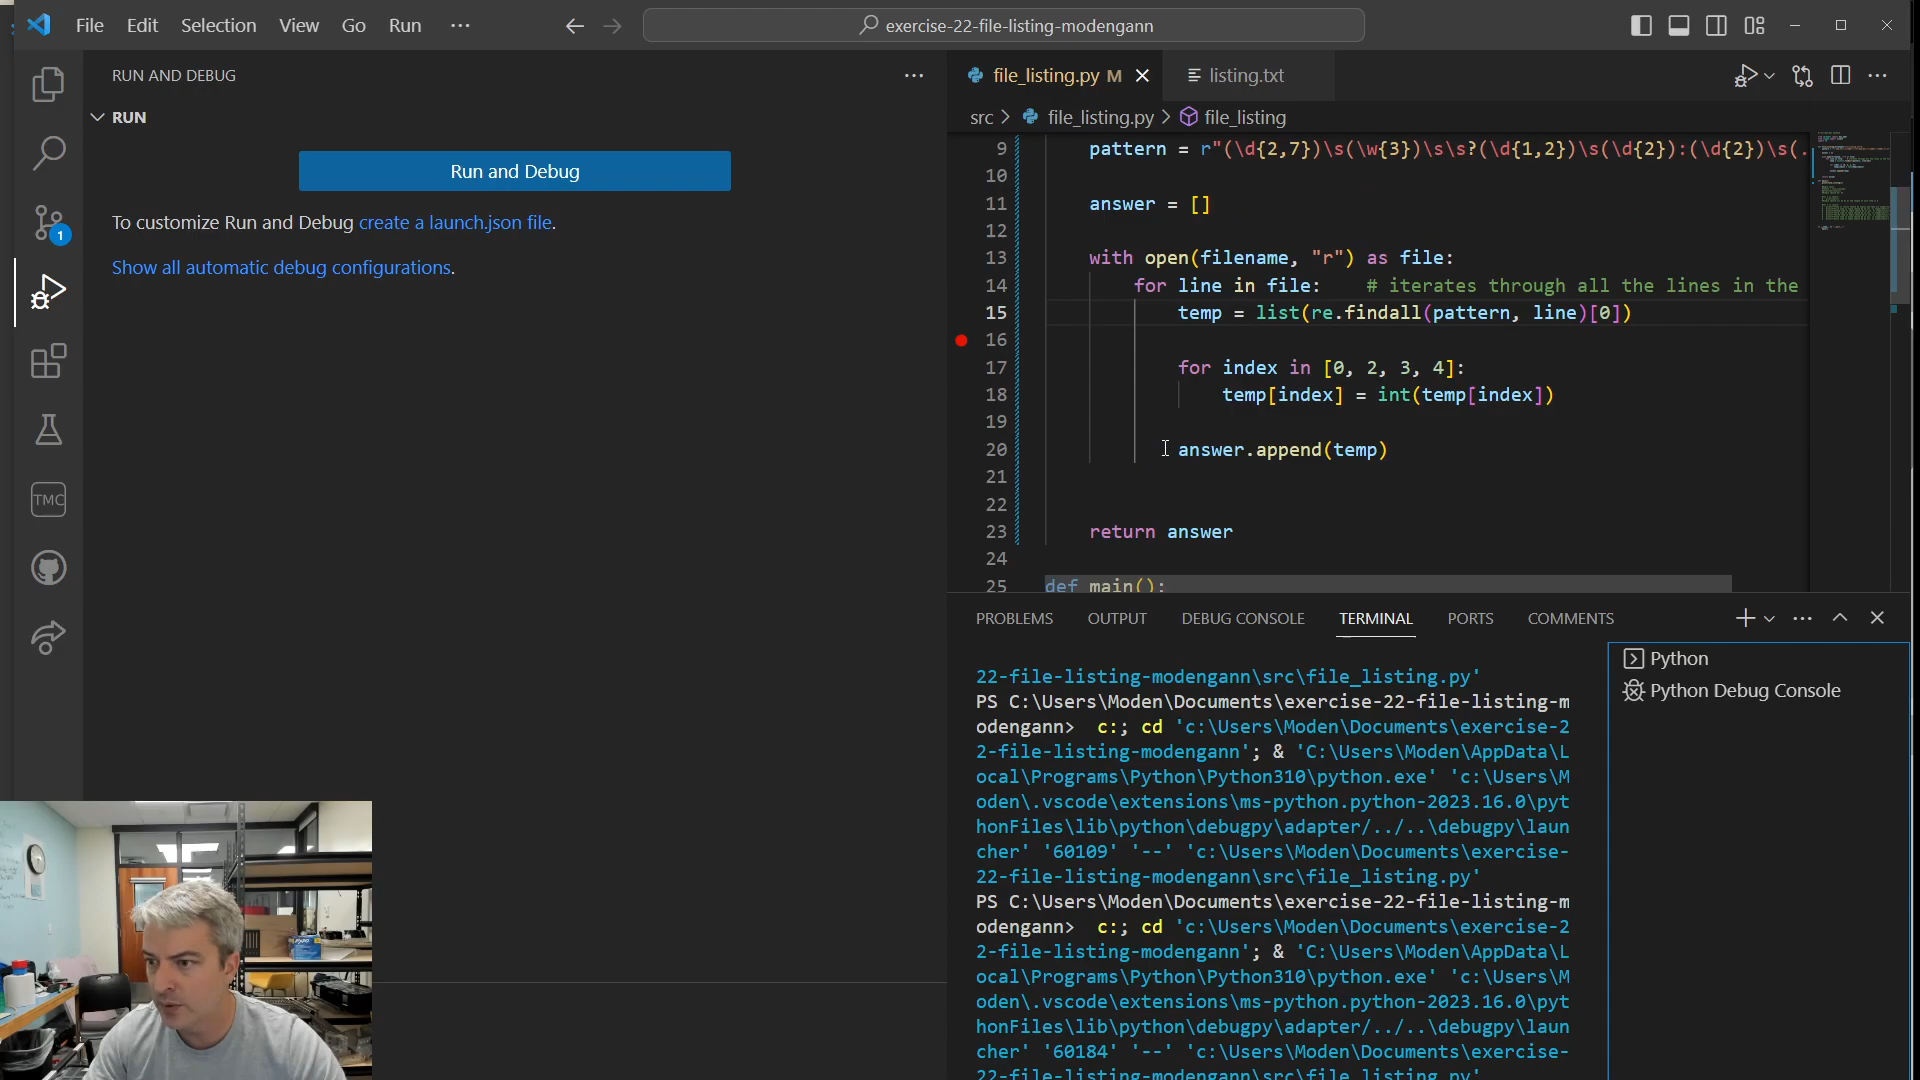 File Edit Selection View Go Run ···
exercise-22-file-listing-modengann
RUN AND DEBUG
RUN
Run and Debug
To customize Run and Debug create a launch.json file.
Show all automatic debug configurations.
1
TMC
file_listing.py M
listing.txt
src > file_listing.py > file_listing
9 pattern = r"(\d{2,7})\s(\w{3})\s\s?(\d{1,2})\s(\d{2}):(\d{2})\s(.
10
11 answer = []
12
13 with open(filename, "r") as file:
14 for line in file: # iterates through all the lines in the
15 temp = list(re.findall(pattern, line)[0])
16
17 for index in [0, 2, 3, 4]:
18 temp[index] = int(temp[index])
19
20 answer.append(temp)
21
22
23 return answer
24
25 def main():
PROBLEMS OUTPUT DEBUG CONSOLE TERMINAL PORTS COMMENTS
Python
Python Debug Console
22-file-listing-modengann\src\file_listing.py'
PS C:\Users\Moden\Documents\exercise-22-file-listing-m
odengann> c:; cd 'c:\Users\Moden\Documents\exercise-2
2-file-listing-modengann'; & 'C:\Users\Moden\AppData\L
ocal\Programs\Python\Python310\python.exe' 'c:\Users\M
oden\.vscode\extensions\ms-python.python-2023.16.0\pyt
honFiles\lib\python\debugpy\adapter/../..\debugpy\laun
cher' '60109' '--' 'c:\Users\Moden\Documents\exercise-
22-file-listing-modengann\src\file_listing.py'
PS C:\Users\Moden\Documents\exercise-22-file-listing-m
odengann> c:; cd 'c:\Users\Moden\Documents\exercise-2
2-file-listing-modengann'; & 'C:\Users\Moden\AppData\L
ocal\Programs\Python\Python310\python.exe' 'c:\Users\M
oden\.vscode\extensions\ms-python.python-2023.16.0\pyt
honFiles\lib\python\debugpy\adapter/../..\debugpy\laun
cher' '60184' '--' 'c:\Users\Moden\Documents\exercise-
22-file-listing-modengann\src\file_listing.py'